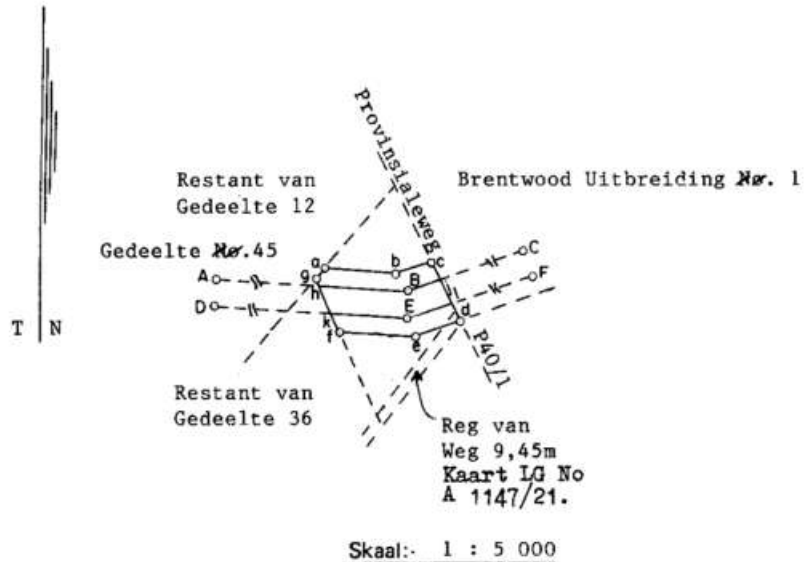 Provinsialeweg
Restant van
Gedeelte 12
Brentwood Uitbreiding No. 1
Gedeelte No.45
a
b
c
C
A
g
h
B
F
D
E
d
T N
k
f
e
P40/1
Restant van
Gedeelte 36
Reg van
Weg 9,45m
Kaart LG No
A 1147/21.
Skaal:- 1 : 5 000